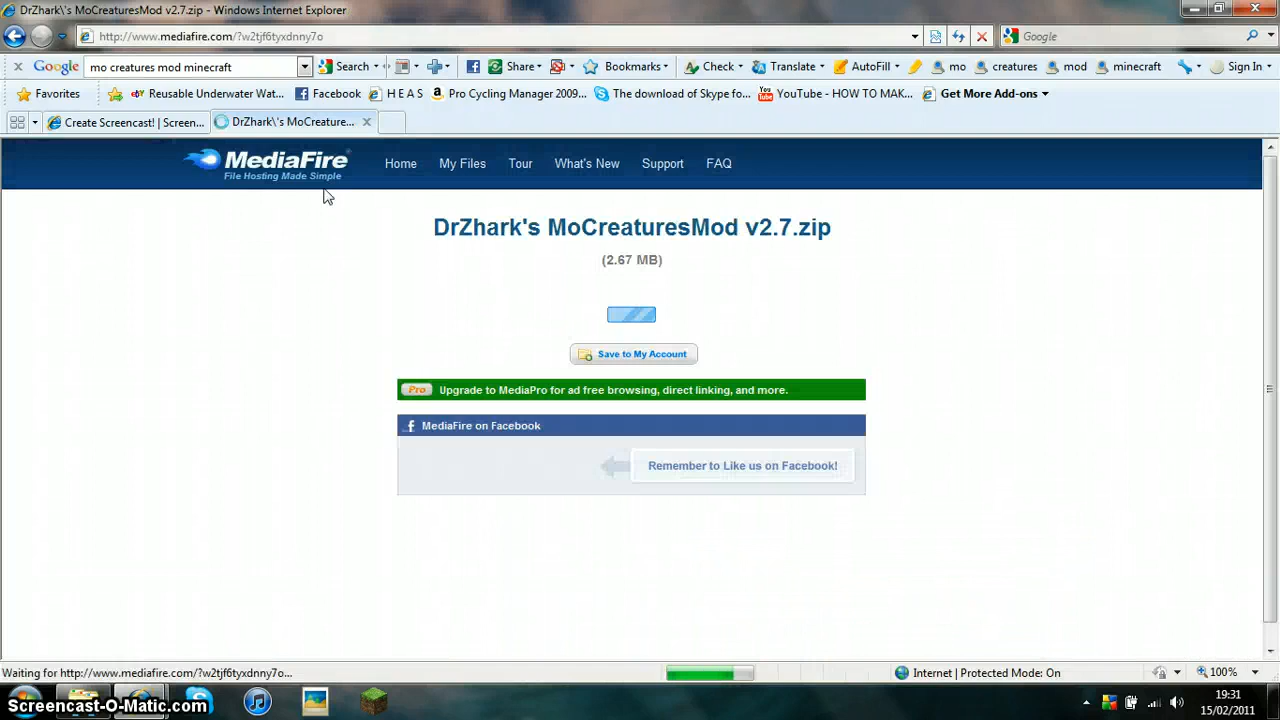 DrZhark\'s MoCreaturesMod v2.7.zip - Windows Internet Explorer
http://www.mediafire.com/?w2tjf6tyxdnny7o
Google
x Google mo creatures mod minecraft Search Share Bookmarks Check Translate AutoFill mo creatures mod minecraft Sign In
Favorites Reusable Underwater Wat... Facebook H E A S Pro Cycling Manager 2009... The download of Skype fo... YouTube - HOW TO MAK... Get More Add-ons
Create Screencast! | Screen... DrZhark\'s MoCreature...
MediaFire Home My Files Tour What's New Support FAQ
File Hosting Made Simple
DrZhark's MoCreaturesMod v2.7.zip
(2.67 MB)
Save to My Account
Pro Upgrade to MediaPro for ad free browsing, direct linking, and more.
MediaFire on Facebook
Remember to Like us on Facebook!
Waiting for http://www.mediafire.com/?w2tjf6tyxdnny7o... Internet | Protected Mode: On 100%
Screencast-O-Matic.com
19:31
15/02/2011